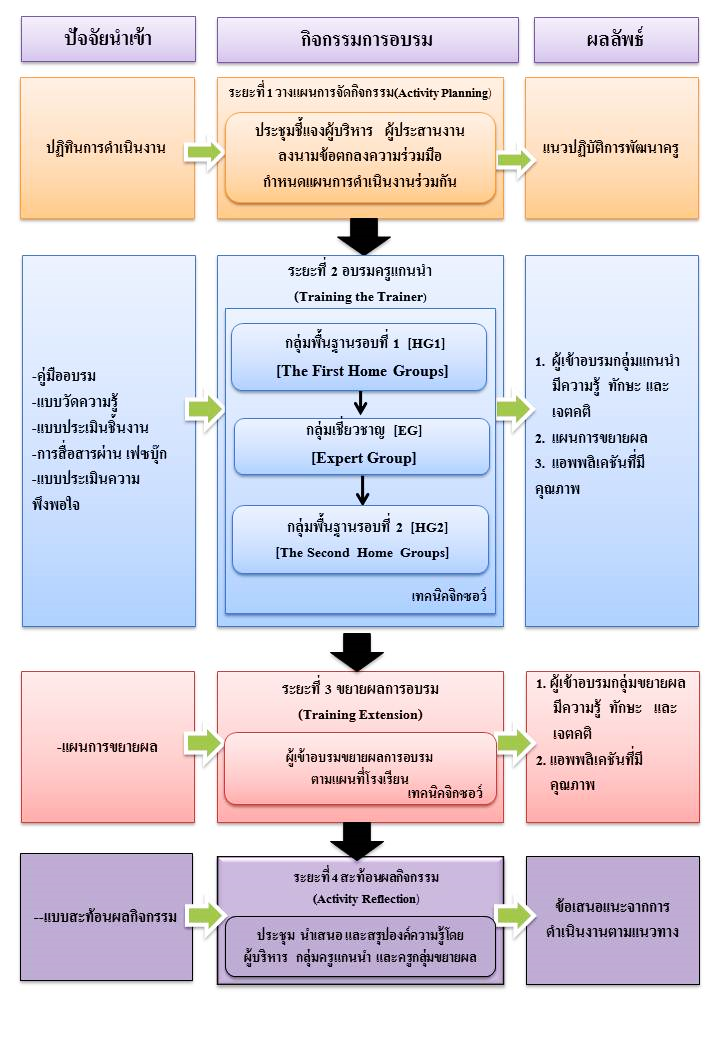 ปัจจัยนำเข้า
กิจกรรมการอบรม
ผลลัพธ์
ปฏิทินการดำเนินงาน
ระยะที่ 1 วางแผนการจัดกิจกรรม(Activity Planning)
ประชุมชี้แจงผู้บริหาร ผู้ประสานงาน
ลงนามข้อตกลงความร่วมมือ
กำหนดแผนการดำเนินงานร่วมกัน
แนวปฏิบัติการพัฒนาครู
-คู่มืออบรม
-แบบวัดความรู้
-แบบประเมินชิ้นงาน
-การสื่อสารผ่าน เฟซบุ๊ก
-แบบประเมินความ
พึงพอใจ
ระยะที่ 2 อบรมครูแกนนำ
(Training the Trainer)
กลุ่มพื้นฐานรอบที่ 1 [HG1]
[The First Home Groups]
กลุ่มเชี่ยวชาญ [EG]
[Expert Group]
กลุ่มพื้นฐานรอบที่ 2 [HG2]
[The Second Home Groups]
เทคนิคจิกซอว์
1. ผู้เข้าอบรมกลุ่มแกนนำ
มีความรู้ ทักษะ และ
เจตคติ
2. แผนการขยายผล
3. แอพพลิเคชันที่มี
คุณภาพ
-แผนการขยายผล
ระยะที่ 3 ขยายผลการอบรม
(Training Extension)
ผู้เข้าอบรมขยายผลการอบรม
ตามแผนที่โรงเรียน
เทคนิคจิกซอว์
1. ผู้เข้าอบรมกลุ่มขยายผล
มีความรู้ ทักษะ และ
เจตคติ
2. แอพพลิเคชันที่มี
คุณภาพ
--แบบสะท้อนผลกิจกรรม
ระยะที่ 4 สะท้อนผลกิจกรรม
(Activity Reflection)
ประชุม นำเสนอ และสรุปองค์ความรู้โดย
ผู้บริหาร กลุ่มครูแกนนำ และครูกลุ่มขยายผล
ข้อเสนอแนะจากการ
ดำเนินงานตามแนวทาง